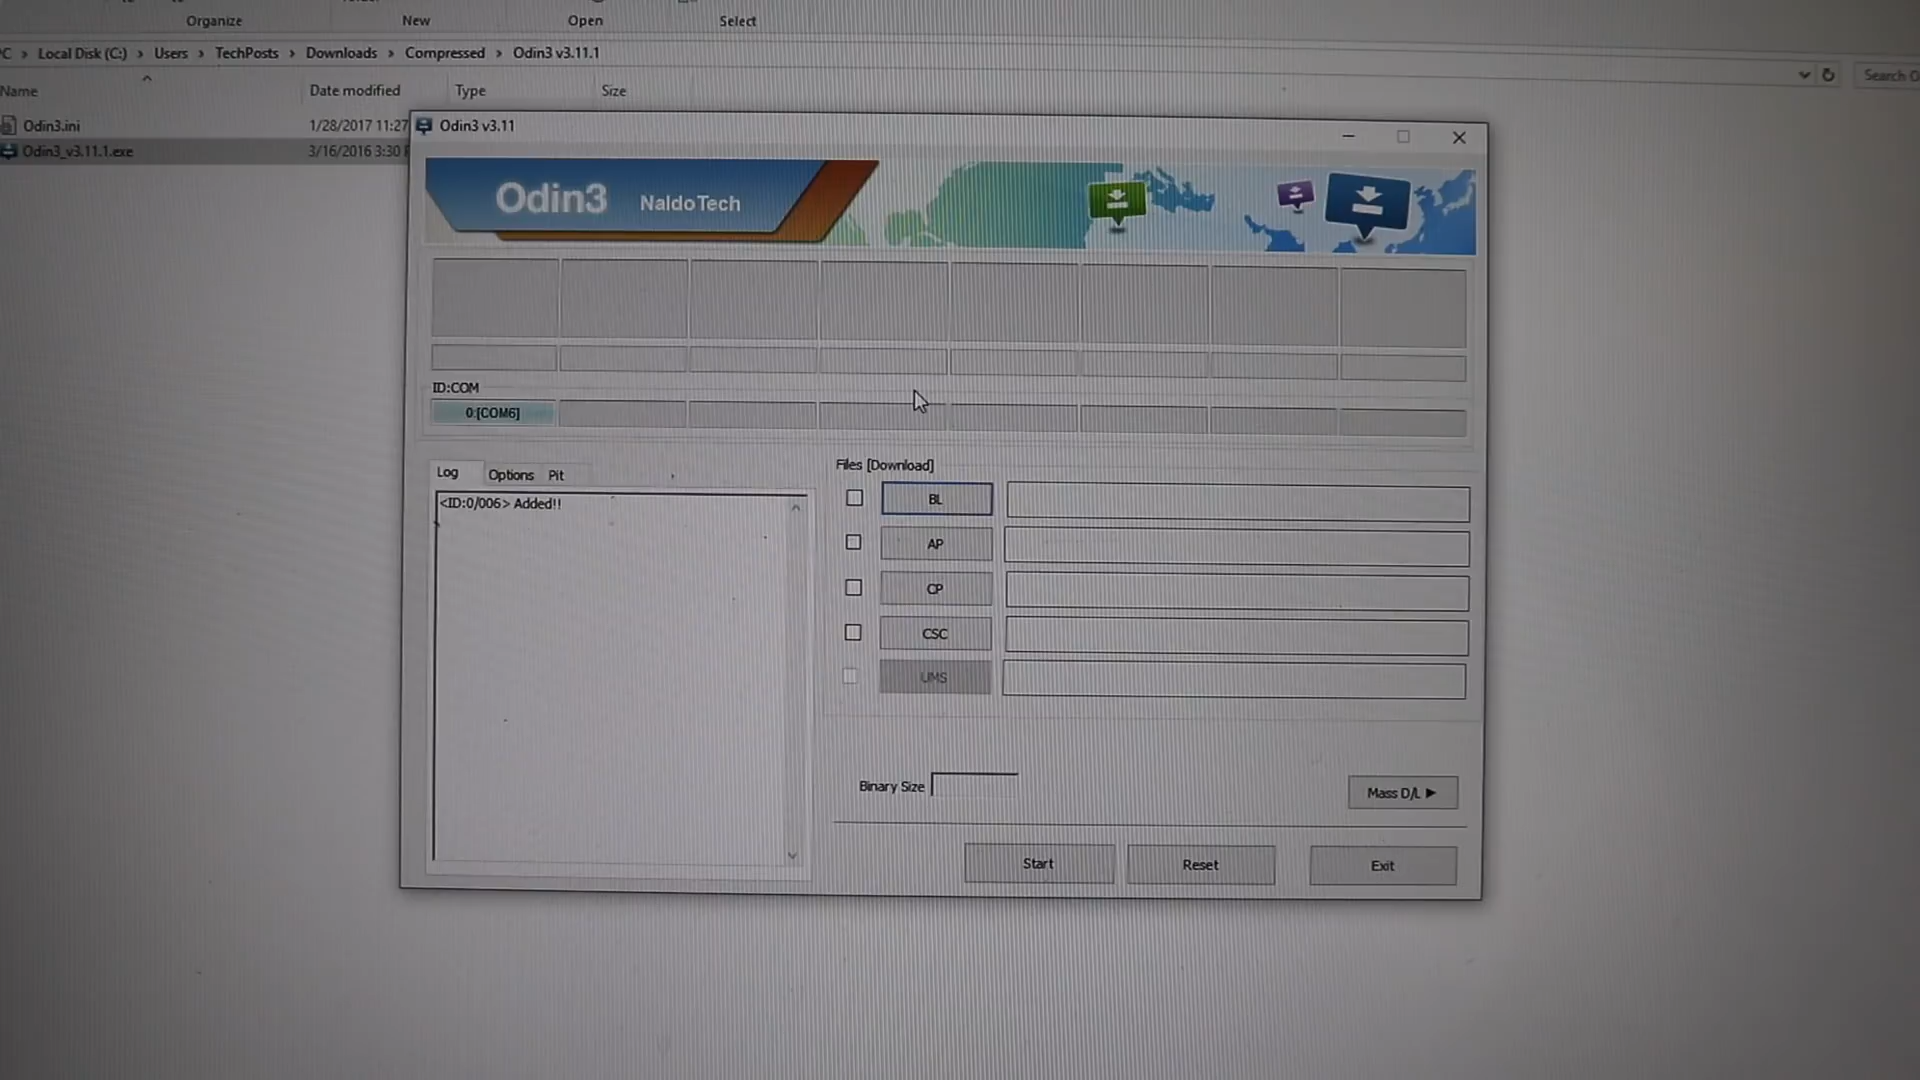 Organize New Open Select
C > Local Disk (C:) > Users > TechPosts > Downloads > Compressed > Odin3 v3.11.1
Search O
Name Date modified Type Size
Odin3.ini 1/28/2017 11:27
Odin3_v3.11.1.exe 3/16/2016 3:30
Odin3 v3.11
Odin3 NaldoTech
ID:COM
0:[COM6]
Log Options Pit
<ID:0/006> Added!!
Files [Download]
BL
AP
CP
CSC
UMS
Binary Size
Mass D/L ▶
Start Reset Exit